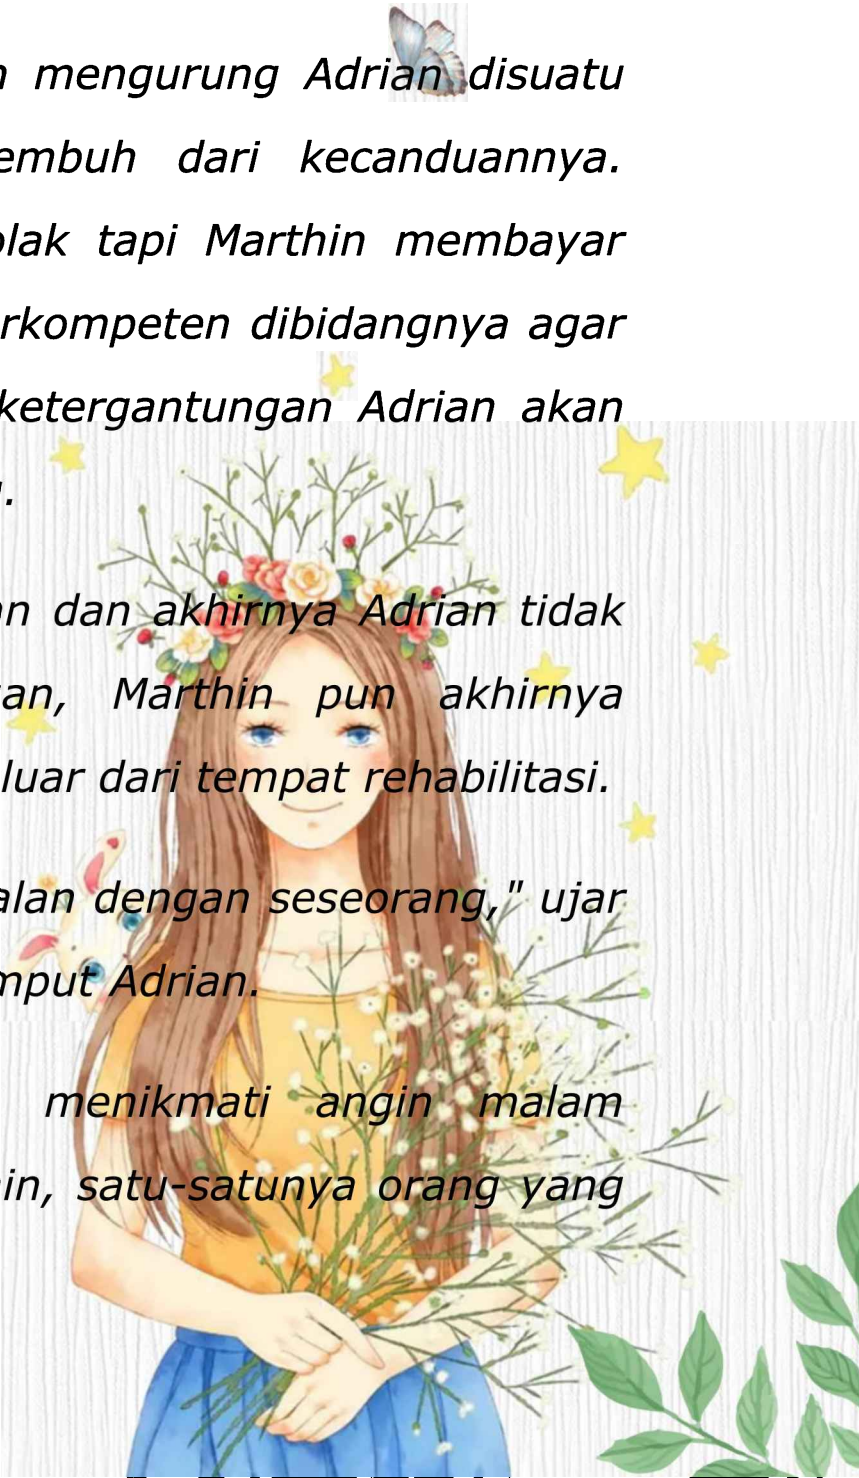 mengurung Adrian disuatu
embuh dari kecanduannya.
olak tapi Marthin membayar
rkompeten dibidangnya agar
ketergantungan Adrian akan
.
an dan akhirnya Adrian tidak
an, Marthin pun akhirnya
luar dari tempat rehabilitasi.
alan dengan seseorang," ujar
mput Adrian.
menikmati angin malam
in, satu-satunya orang yang